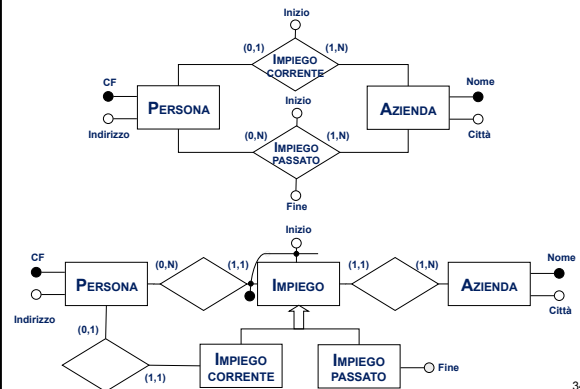 Inizio
(0,1)
(1,N)
IMPIEGO
CORRENTE
CF
Nome
PERSONA
AZIENDA
Inizio
Indirizzo
Città
(0,N)
(1,N)
IMPIEGO
PASSATO
Fine
Inizio
CF
(0,N)
(1,1)
(1,1)
(1,N)
Nome
PERSONA
IMPIEGO
AZIENDA
Indirizzo
Città
(0,1)
(1,1)
IMPIEGO
CORRENTE
IMPIEGO
PASSATO
Fine